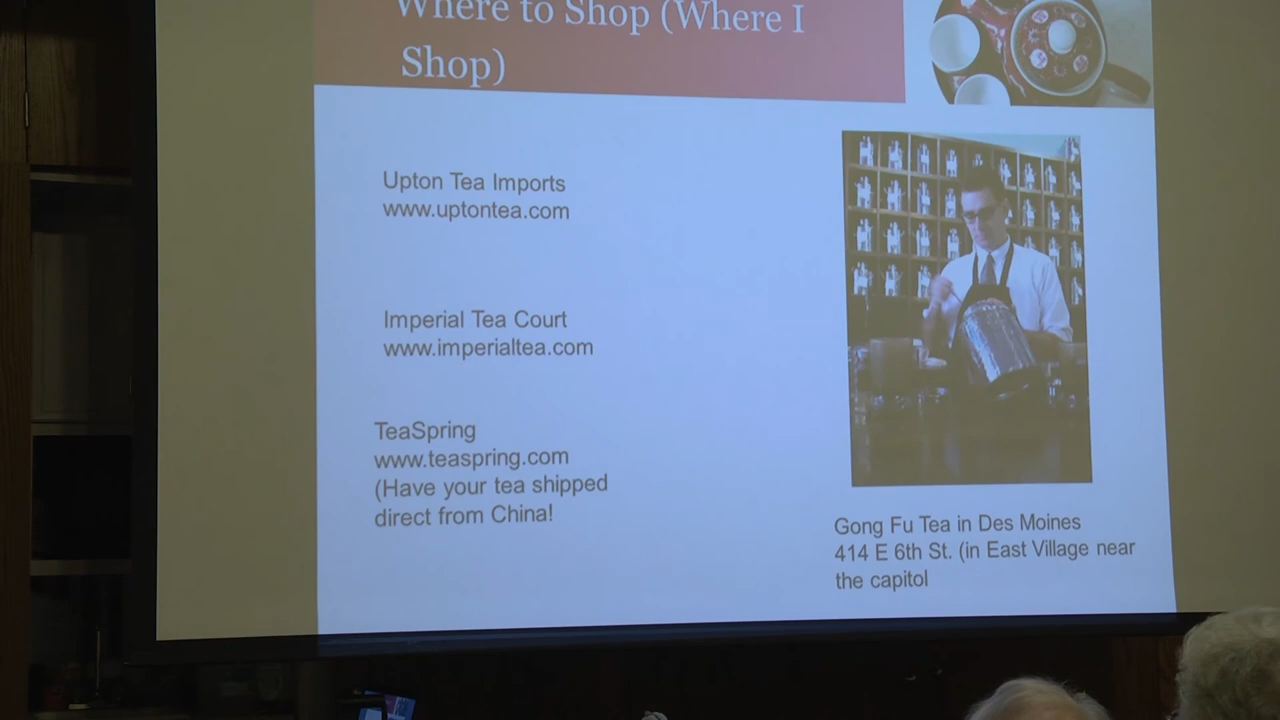 Where to Shop (Where I
Shop)
Upton Tea Imports
www.uptontea.com
Imperial Tea Court
www.imperialtea.com
TeaSpring
www.teaspring.com
(Have your tea shipped
direct from China!
Gong Fu Tea in Des Moines
414 E 6th St. (in East Village near
the capitol